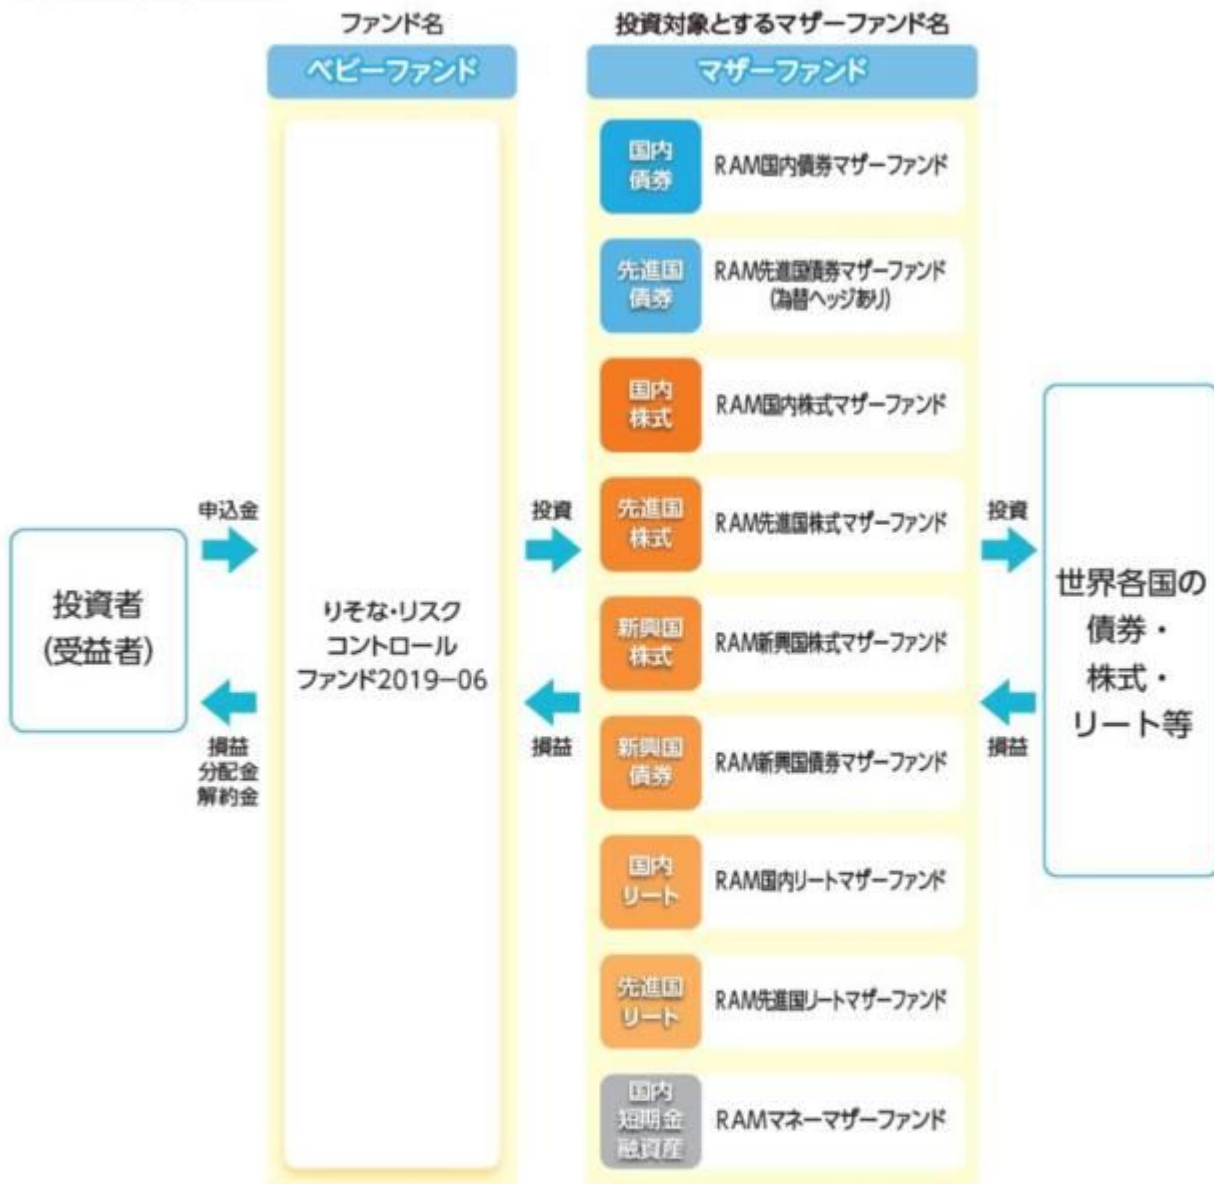 ファンド名
ベビーファンド
投資対象とするマザーファンド名
マザーファンド
投資者
(受益者)
申込金
損益
分配金
解約金
りそな・リスク
コントロール
ファンド2019−06
投資
損益
国内
債券
RAM国内債券マザーファンド
先進国
債券
RAM先進国債券マザーファンド
(為替ヘッジあり)
国内
株式
RAM国内株式マザーファンド
先進国
株式
RAM先進国株式マザーファンド
新興国
株式
RAM新興国株式マザーファンド
新興国
債券
RAM新興国債券マザーファンド
国内
リート
RAM国内リートマザーファンド
先進国
リート
RAM先進国リートマザーファンド
国内
短期金
融資産
RAMマネーマザーファンド
投資
損益
世界各国の
債券・
株式・
リート等